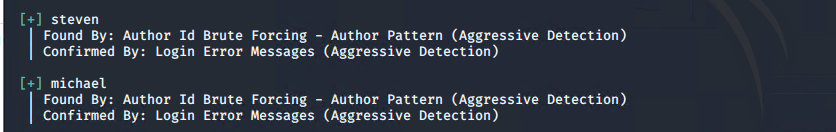 [+] steven
| Found By: Author Id Brute Forcing - Author Pattern (Aggressive Detection)
| Confirmed By: Login Error Messages (Aggressive Detection)
[+] michael
| Found By: Author Id Brute Forcing - Author Pattern (Aggressive Detection)
| Confirmed By: Login Error Messages (Aggressive Detection)